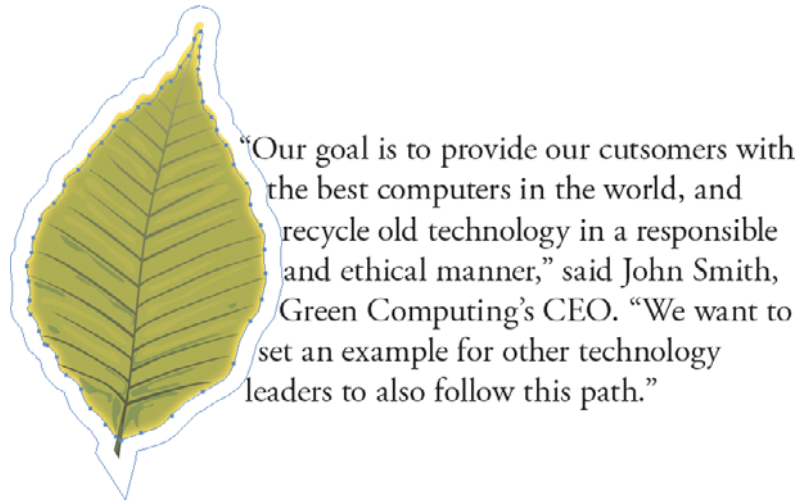 “Our goal is to provide our cutsomers with
the best computers in the world, and
recycle old technology in a responsible
and ethical manner,” said John Smith,
Green Computing’s CEO. “We want to
set an example for other technology
leaders to also follow this path.”